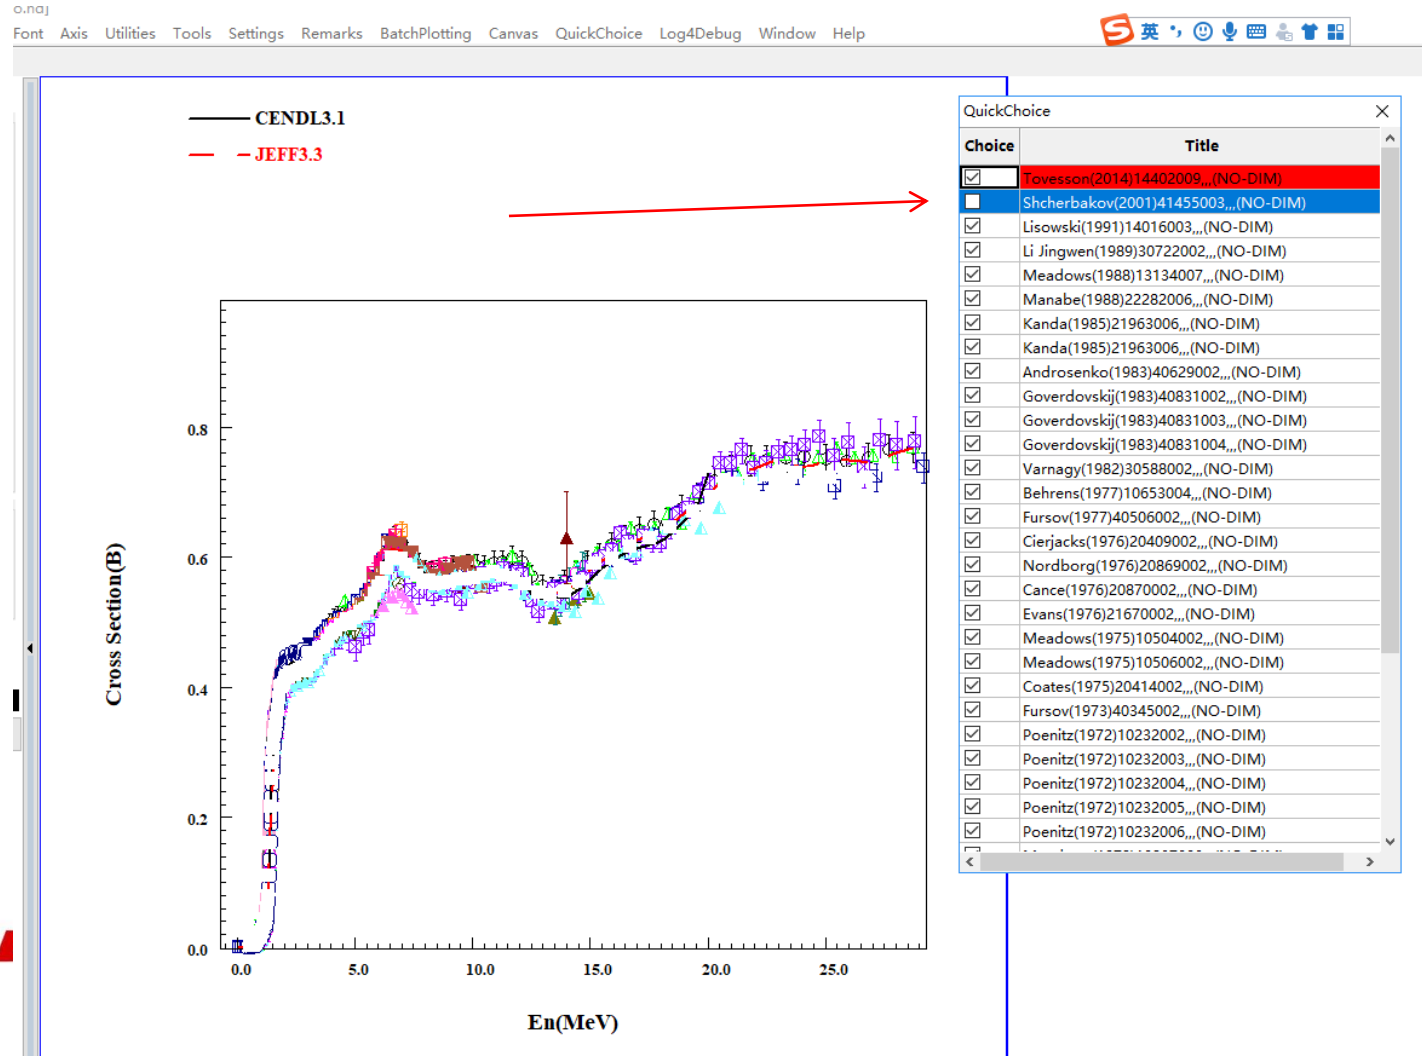 o.naj
Font Axis Utilities Tools Settings Remarks BatchPlotting Canvas QuickChoice Log4Debug Window Help
英
CENDL3.1
JEFF3.3
QuickChoice
Choice Title
Tovesson(2014)14402009,,,(NO-DIM)
Shcherbakov(2001)41455003,,,(NO-DIM)
Lisowski(1991)14016003,,,(NO-DIM)
Li Jingwen(1989)30722002,,,(NO-DIM)
Meadows(1988)13134007,,,(NO-DIM)
Manabe(1988)22282006,,,(NO-DIM)
Kanda(1985)21963006,,,(NO-DIM)
Kanda(1985)21963006,,,(NO-DIM)
Androsenko(1983)40629002,,,(NO-DIM)
Goverdovskij(1983)40831002,,,(NO-DIM)
Goverdovskij(1983)40831003,,,(NO-DIM)
Goverdovskij(1983)40831004,,,(NO-DIM)
Varnagy(1982)30588002,,,(NO-DIM)
Behrens(1977)10653004,,,(NO-DIM)
Fursov(1977)40506002,,,(NO-DIM)
Cierjacks(1976)20409002,,,(NO-DIM)
Nordborg(1976)20869002,,,(NO-DIM)
Cance(1976)20870002,,,(NO-DIM)
Evans(1976)21670002,,,(NO-DIM)
Meadows(1975)10504002,,,(NO-DIM)
Meadows(1975)10506002,,,(NO-DIM)
Coates(1975)20414002,,,(NO-DIM)
Fursov(1973)40345002,,,(NO-DIM)
Poenitz(1972)10232002,,,(NO-DIM)
Poenitz(1972)10232003,,,(NO-DIM)
Poenitz(1972)10232004,,,(NO-DIM)
Poenitz(1972)10232005,,,(NO-DIM)
Poenitz(1972)10232006,,,(NO-DIM)
Cross Section(B)
0.8
0.6
0.4
0.2
0.0
0.0 5.0 10.0 15.0 20.0 25.0
En(MeV)